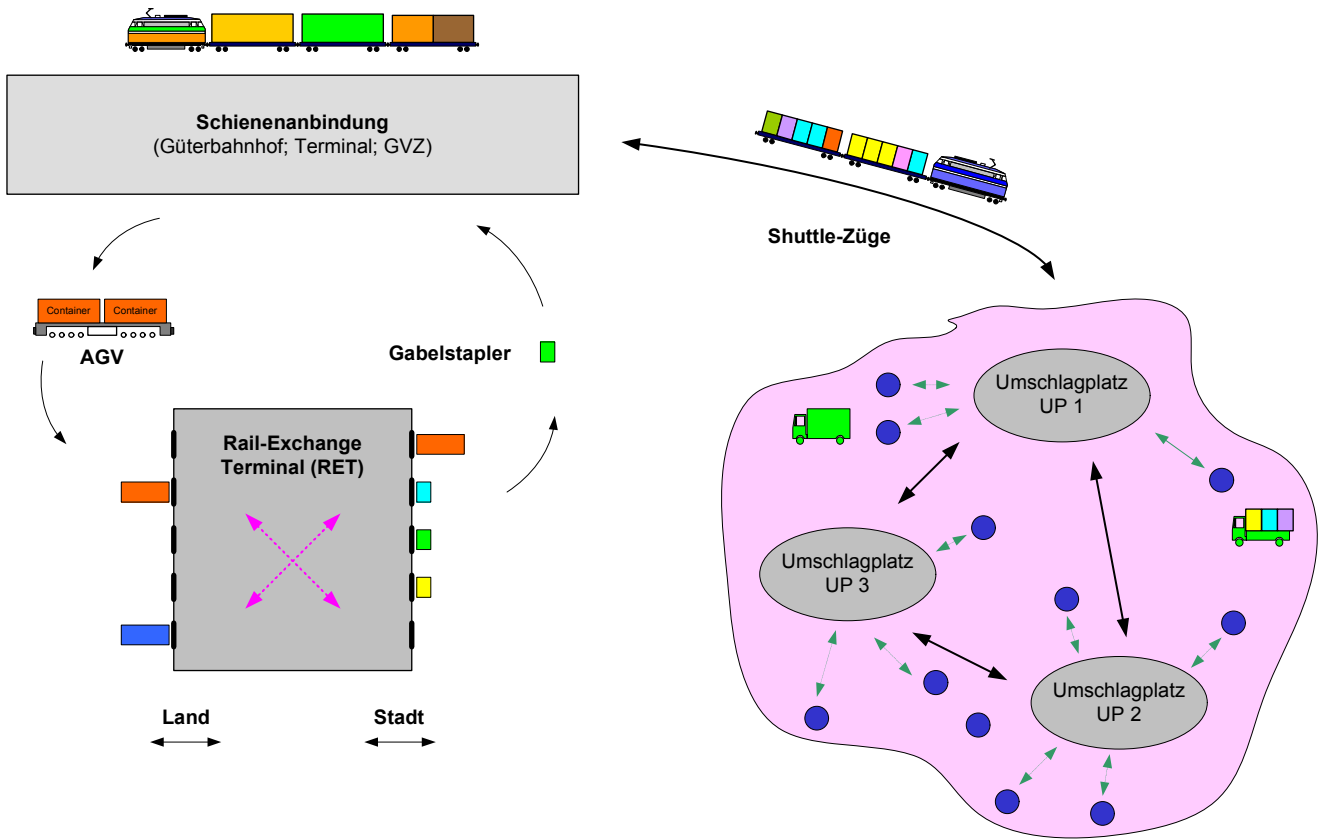 Schienenanbindung
(Güterbahnhof; Terminal; GVZ)
Shuttle-Züge
Container Container
AGV
Gabelstapler
Rail-Exchange
Terminal (RET)
Land
Stadt
Umschlagplatz
UP 1
Umschlagplatz
UP 3
Umschlagplatz
UP 2